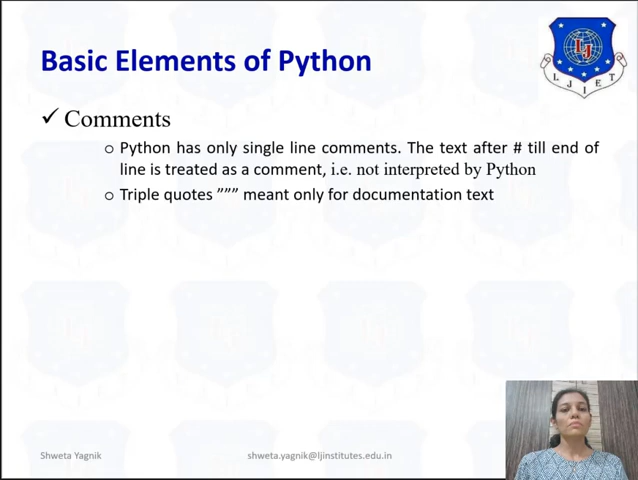 Basic Elements of Python
LJ
LJIET
✓ Comments
o Python has only single line comments. The text after # till end of
line is treated as a comment, i.e. not interpreted by Python
o Triple quotes ””” meant only for documentation text
Shweta Yagnik
shweta.yagnik@ljinstitutes.edu.in